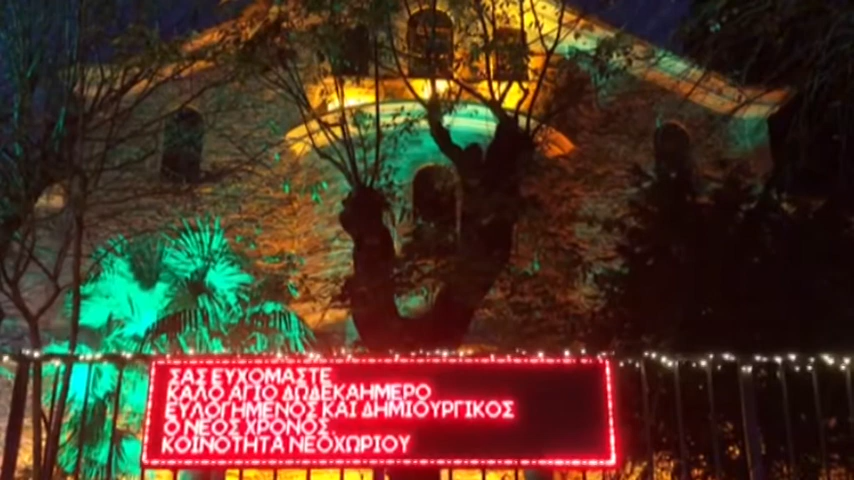 ΣΑΣ ΕΥΧΟΜΑΣΤΕ
ΚΑΛΟ ΑΓΙΟ ΔΩΔΕΚΑΗΜΕΡΟ
ΕΥΛΟΓΗΜΕΝΟΣ ΚΑΙ ΔΗΜΙΟΥΡΓΙΚΟΣ
Ο ΝΕΟΣ ΧΡΟΝΟΣ
ΚΟΙΝΟΤΗΤΑ ΝΕΟΧΩΡΙΟΥ